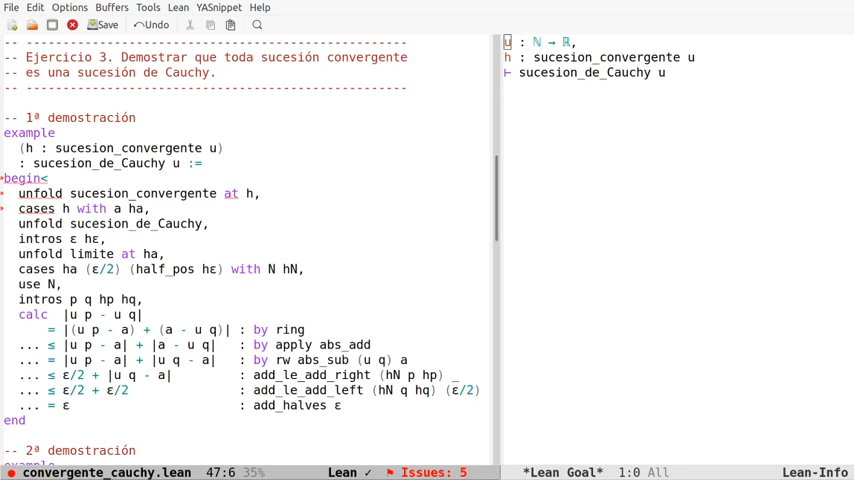 File Edit Options Buffers Tools Lean YASnippet Help
Save Undo
-- -----------------------------------------------------
-- Ejercicio 3. Demostrar que toda sucesión convergente
-- es una sucesión de Cauchy.
-- -----------------------------------------------------
-- 1ª demostración
example
(h : sucesion_convergente u)
: sucesion_de_Cauchy u :=
begin<
unfold sucesion_convergente at h,
cases h with a ha,
unfold sucesion_de_Cauchy,
intros ε hε,
unfold limite at ha,
cases ha (ε/2) (half_pos hε) with N hN,
use N,
intros p q hp hq,
calc |u p - u q|
= |(u p - a) + (a - u q)| : by ring
... ≤ |u p - a| + |a - u q| : by apply abs_add
... = |u p - a| + |u q - a| : by rw abs_sub (u q) a
... ≤ ε/2 + |u q - a| : add_le_add_right (hN p hp) _
... ≤ ε/2 + ε/2 : add_le_add_left (hN q hq) (ε/2)
... = ε : add_halves ε
end
-- 2ª demostración
example
convergente_cauchy.lean 47:6 35% Lean ✓ Issues: 5
u : ℕ → ℝ,
h : sucesion_convergente u
⊢ sucesion_de_Cauchy u
*Lean Goal* 1:0 All Lean-Info